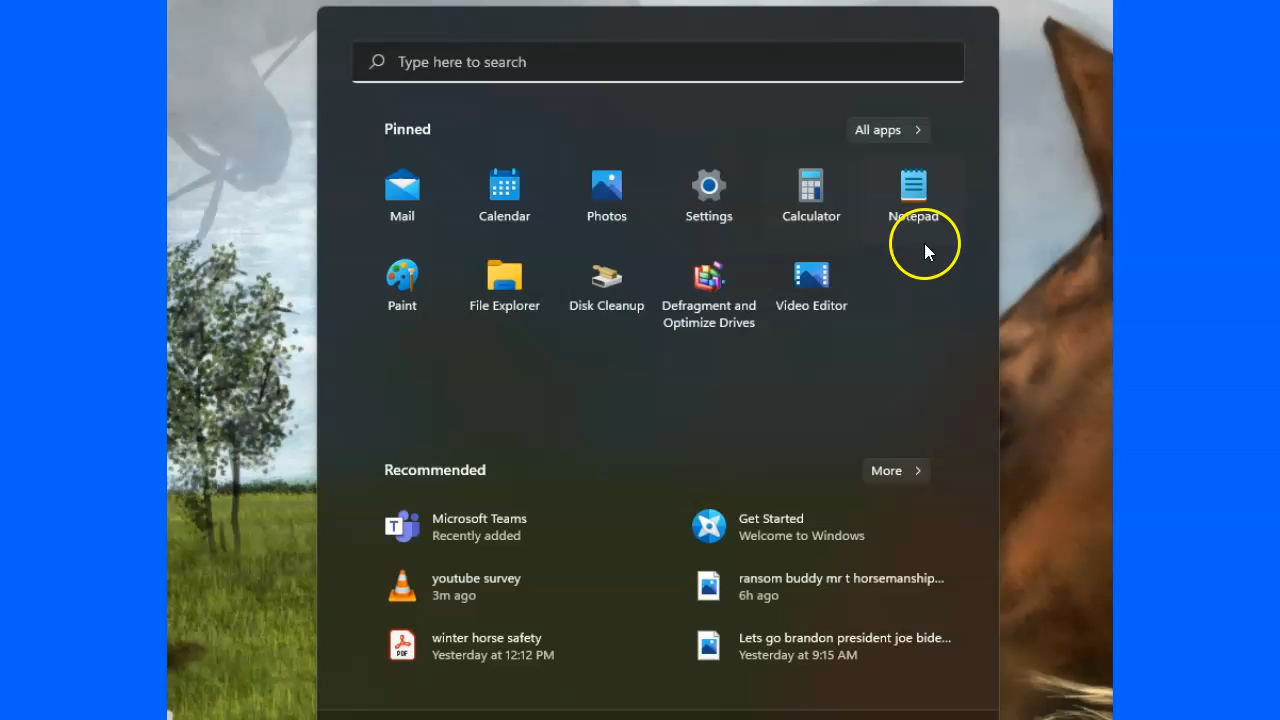 Type here to search
Pinned
All apps
Mail
Calendar
Photos
Settings
Calculator
Notepad
Paint
File Explorer
Disk Cleanup
Defragment and
Optimize Drives
Video Editor
Recommended
More
Microsoft Teams
Recently added
Get Started
Welcome to Windows
youtube survey
3m ago
ransom buddy mr t horsemanship...
6h ago
winter horse safety
Yesterday at 12:12 PM
Lets go brandon president joe bide...
Yesterday at 9:15 AM